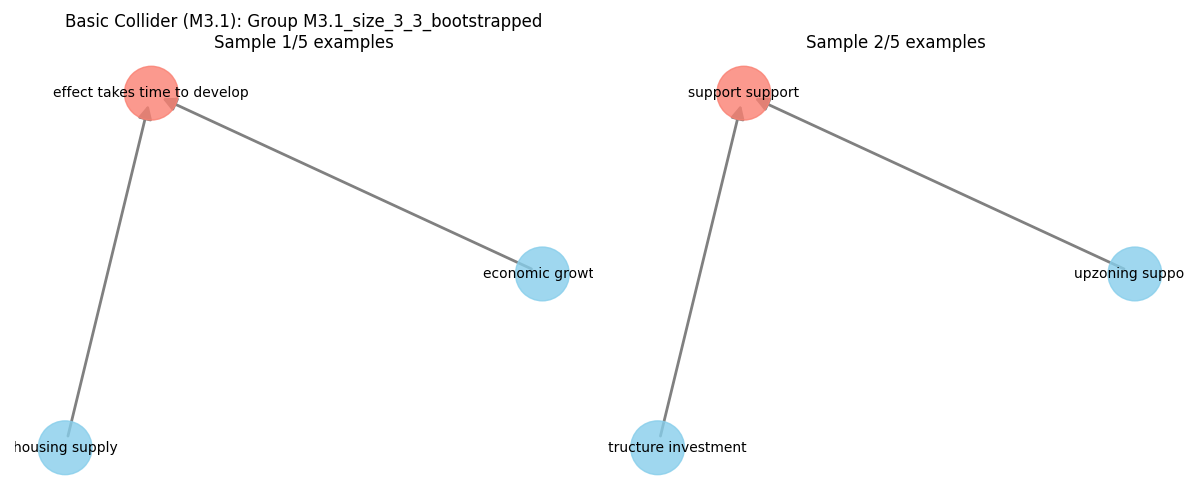 Basic Collider (M3.1): Group M3.1_size_3_3_bootstrapped
Sample 1/5 examples
Sample 2/5 examples
effect takes time to develop
support support
economic growt
upzoning suppo
housing supply
tructure investment